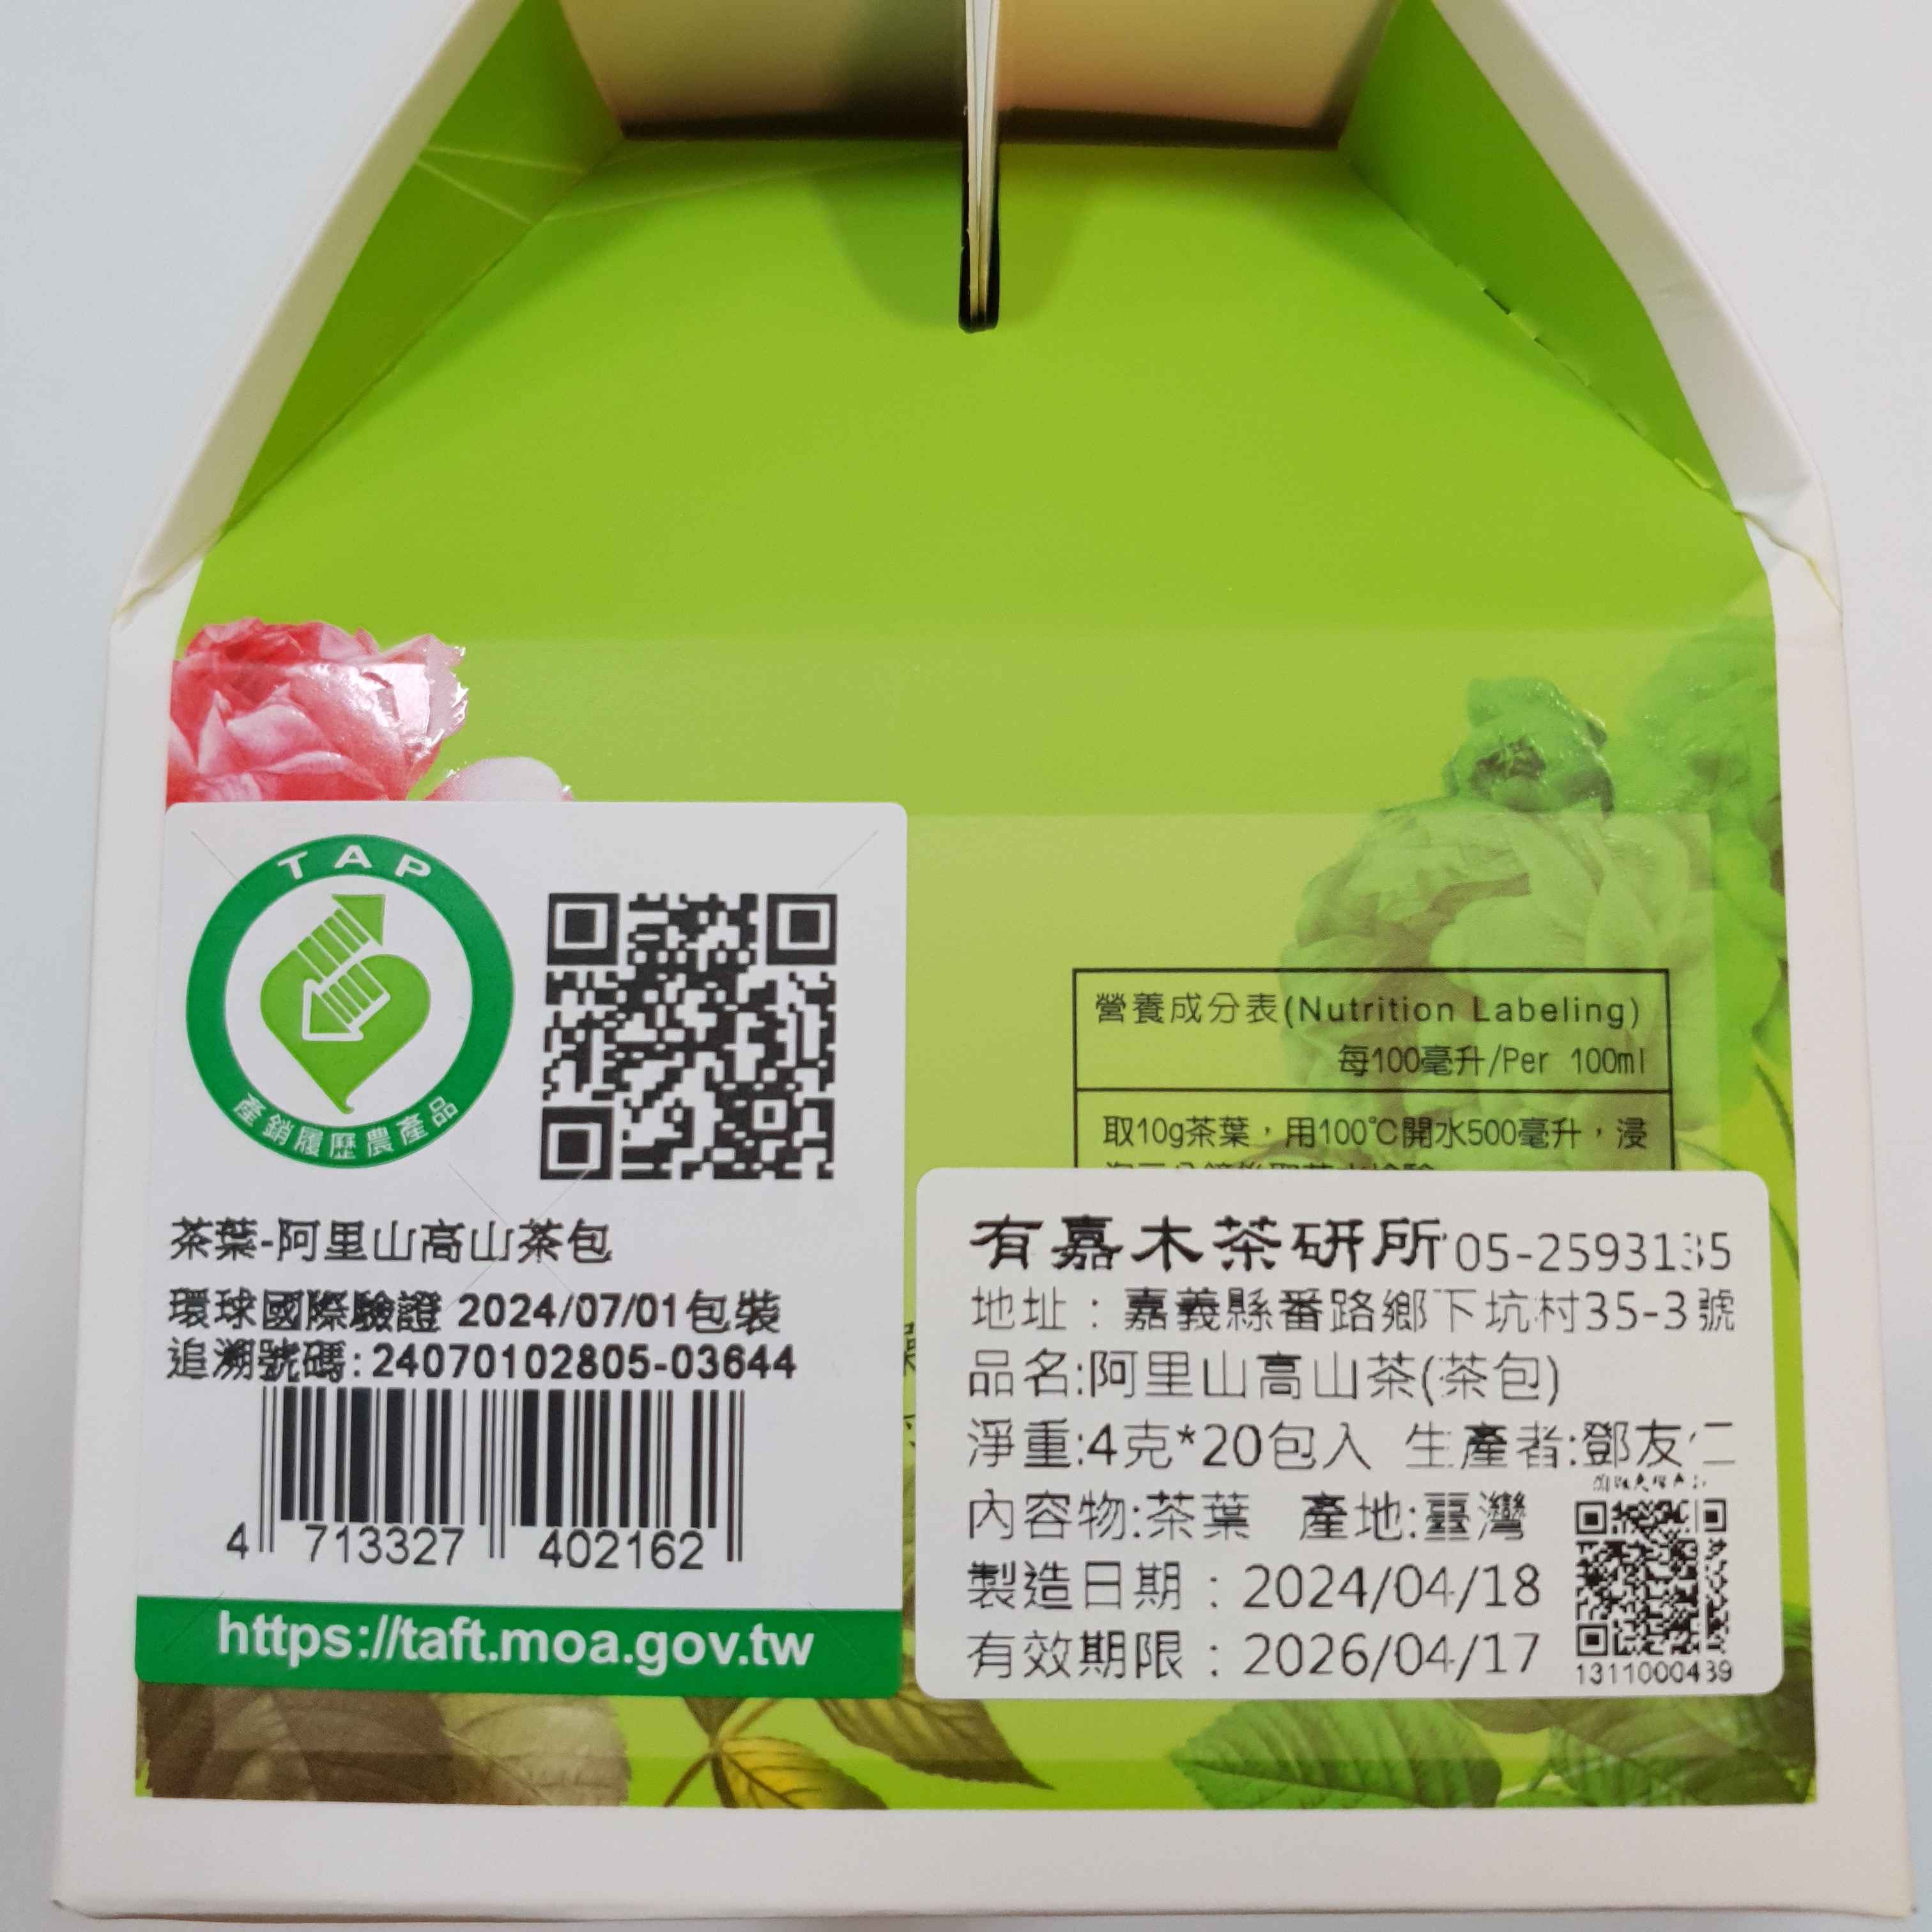 TAP
產銷履歷農產品
茶葉-阿里山高山茶包
環球國際驗證 2024/07/01包裝
追溯號碼:24070102805-03644
4 713327 402162
https://taft.moa.gov.tw
營養成分表(Nutrition Labeling)
每100毫升/Per 100ml
取10g茶葉，用100℃開水500毫升，浸
有嘉木茶研所 05-2593135
地址：嘉義縣番路鄉下坑村35-3號
品名:阿里山高山茶(茶包)
淨重:4克*20包入 生產者:鄧友仁
內容物:茶葉 產地:臺灣
製造日期：2024/04/18
有效期限：2026/04/17